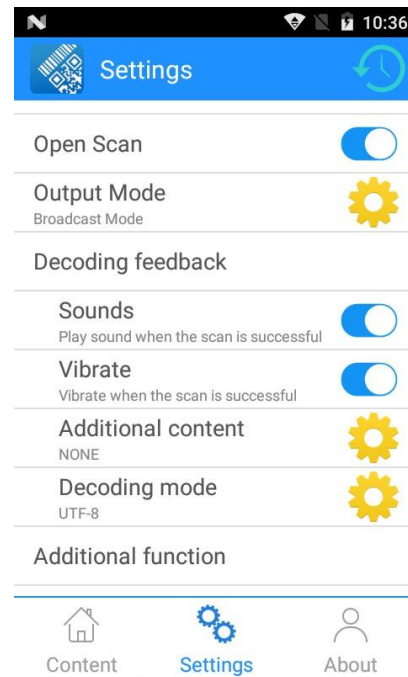 10:36
Settings
Open Scan
Output Mode
Broadcast Mode
Decoding feedback
Sounds
Play sound when the scan is successful
Vibrate
Vibrate when the scan is successful
Additional content
NONE
Decoding mode
UTF-8
Additional function
Content Settings About